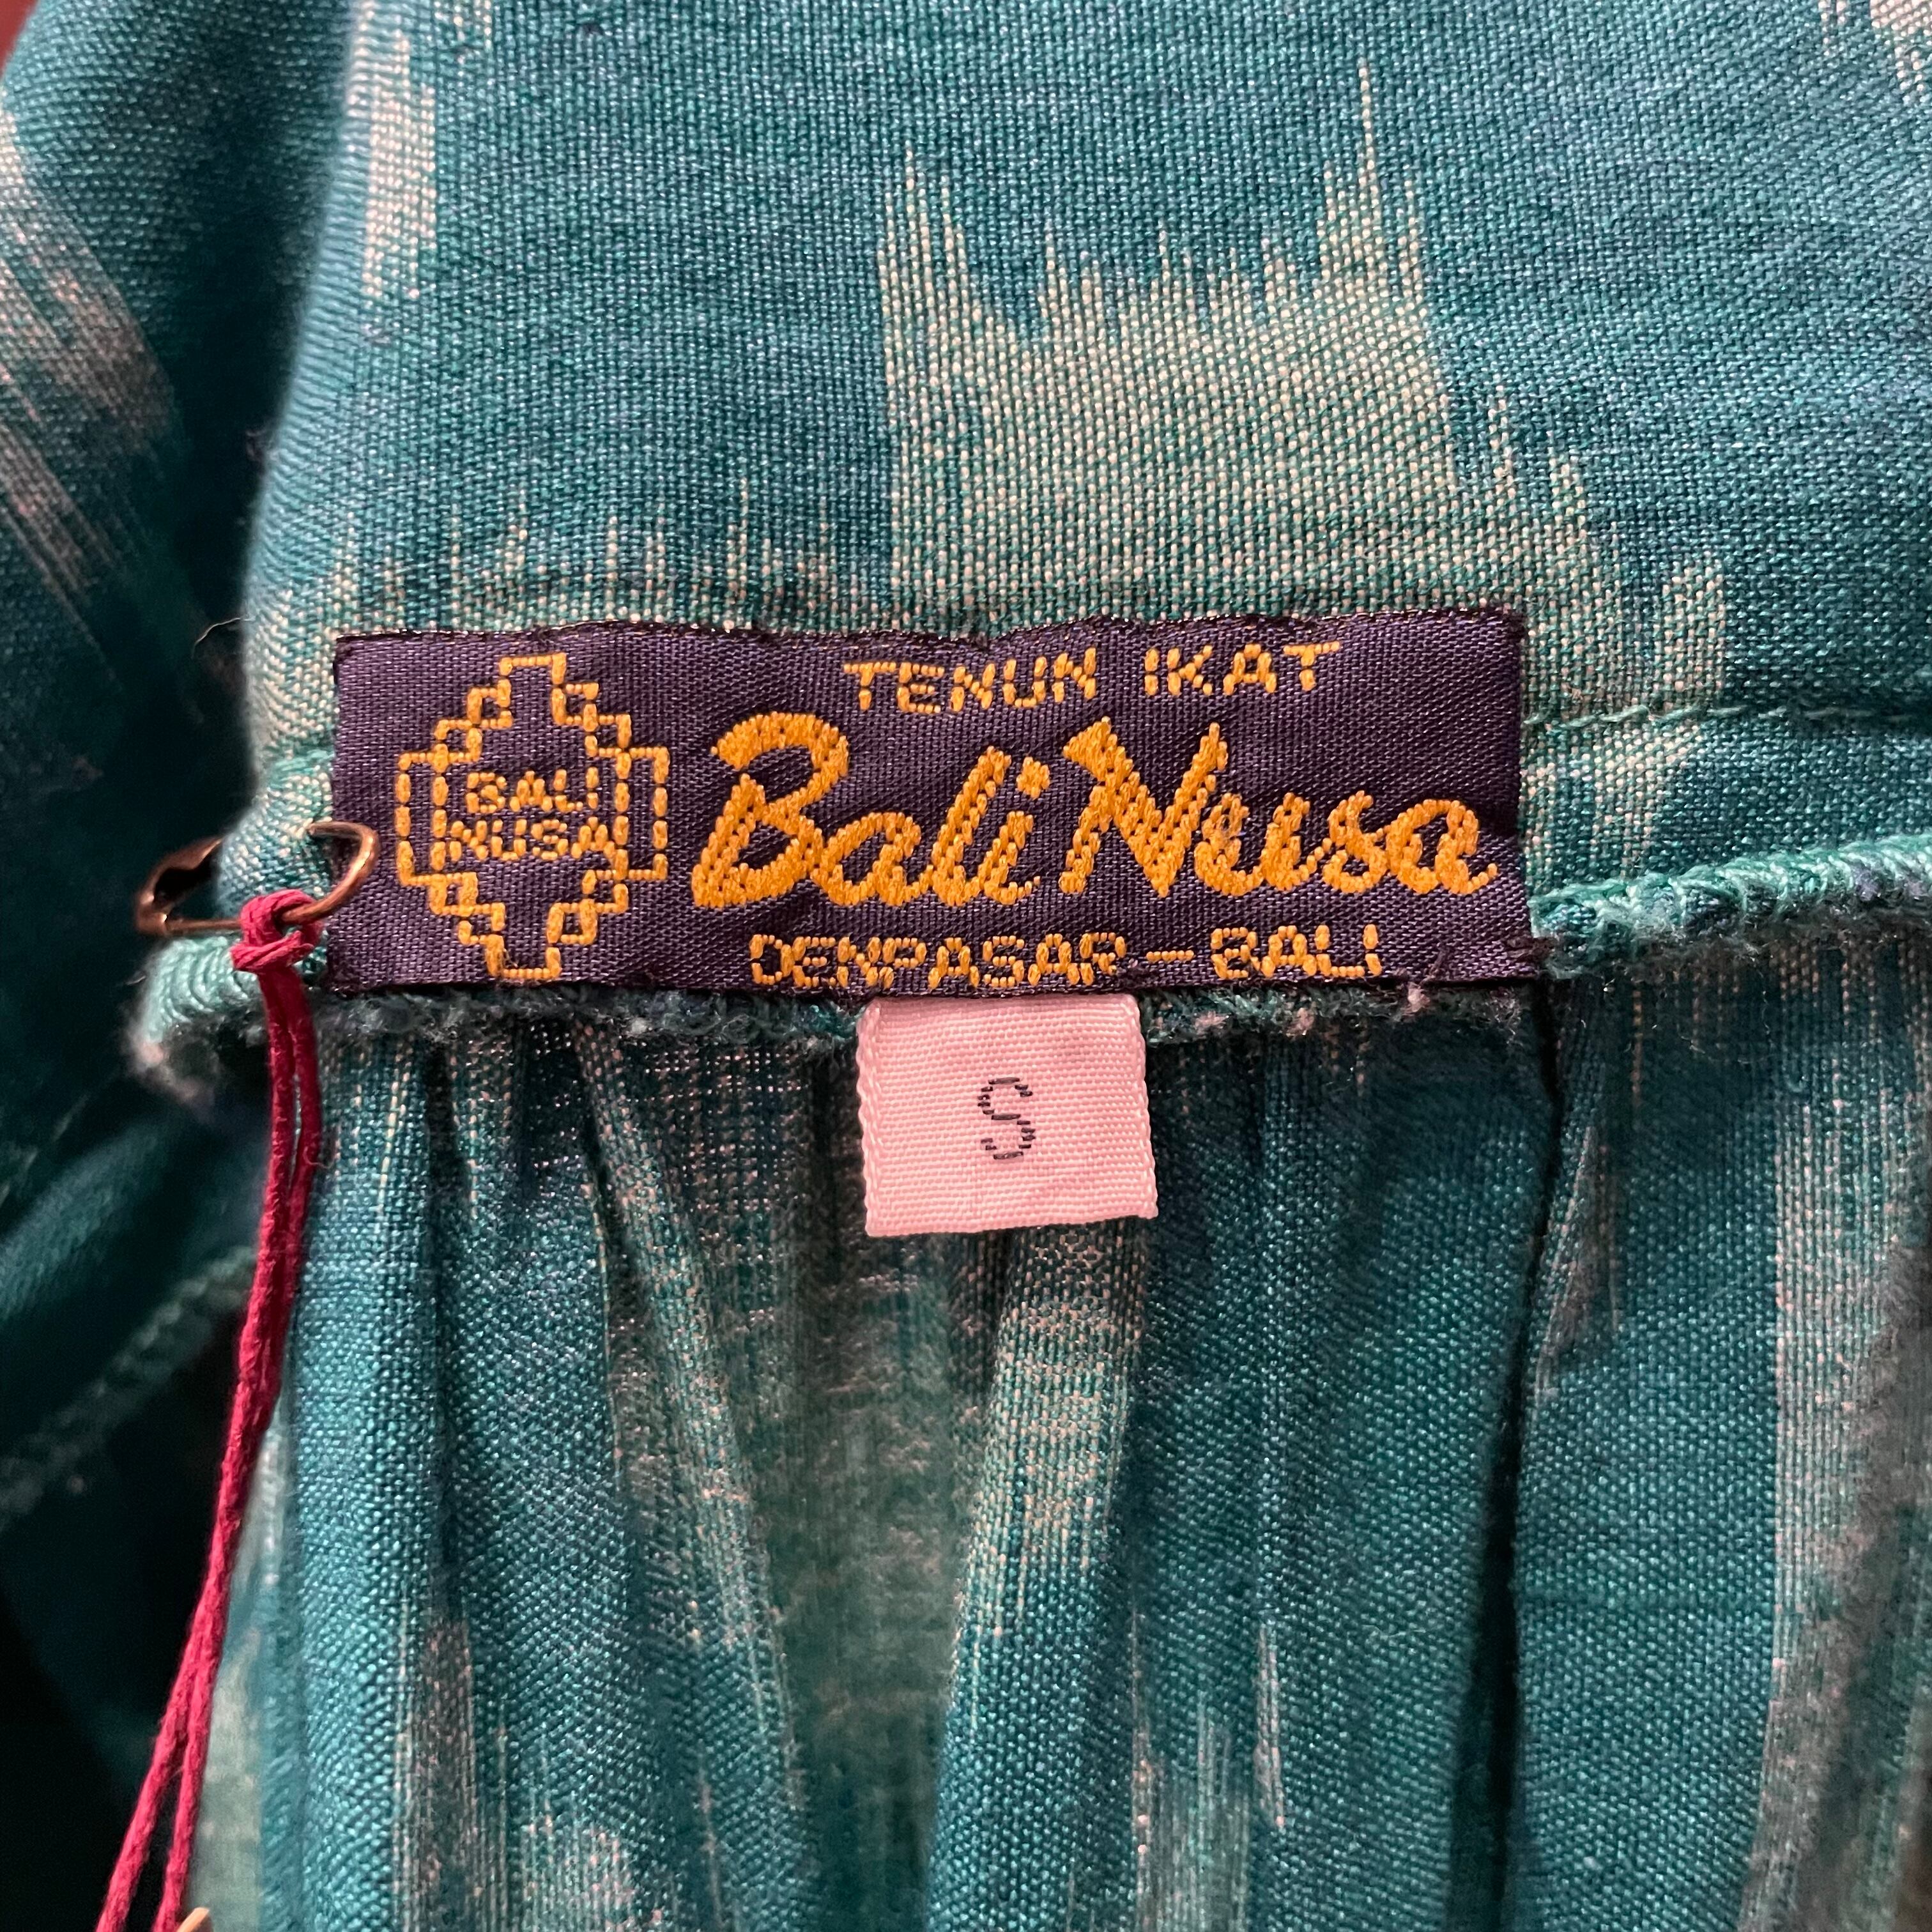 BALI
NUSA
TENUN IKAT
Bali Nusa
DENPASAR — BALI
S